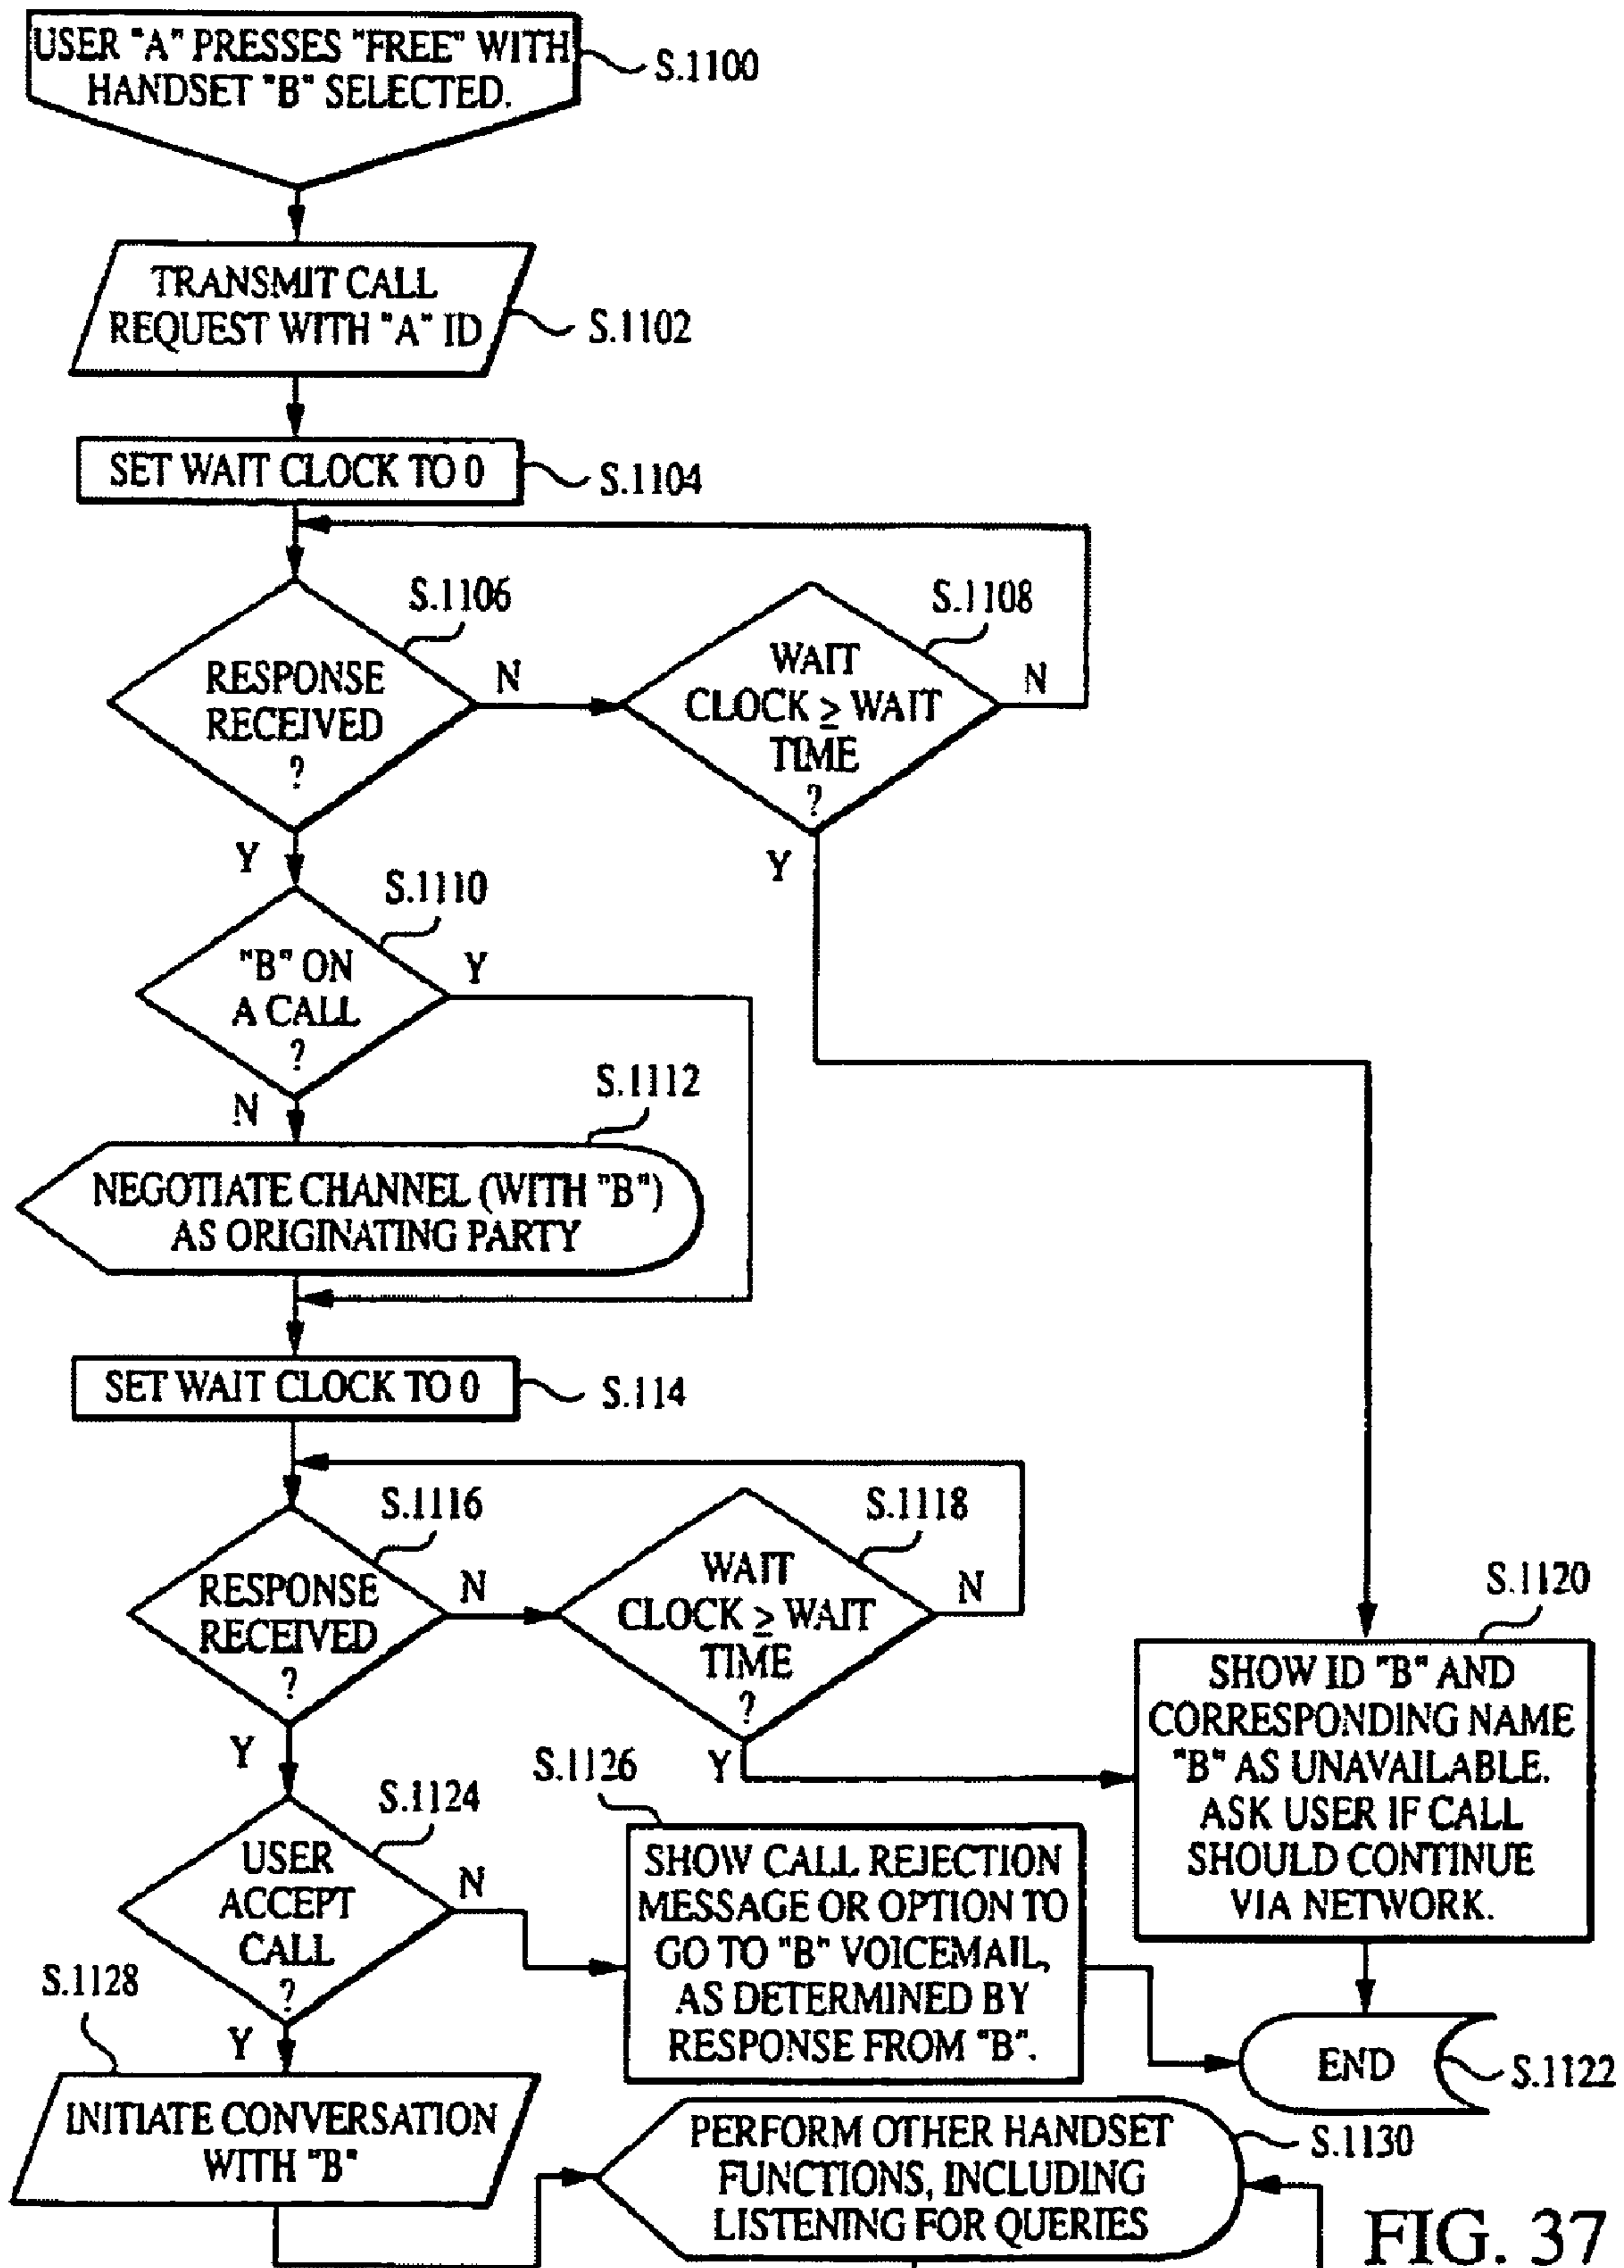 USER "A" PRESSES "FREE" WITH
HANDSET "B" SELECTED.
S.1100
TRANSMIT CALL
REQUEST WITH "A" ID
S.1102
SET WAIT CLOCK TO 0
S.1104
S.1106
RESPONSE
RECEIVED
?
N
S.1108
WAIT
CLOCK ≥ WAIT
TIME
?
N
Y
Y
S.1110
"B" ON
A CALL
?
Y
N
S.1112
NEGOTIATE CHANNEL (WITH "B")
AS ORIGINATING PARTY
SET WAIT CLOCK TO 0
S.114
S.1116
RESPONSE
RECEIVED
?
N
S.1118
WAIT
CLOCK ≥ WAIT
TIME
?
N
Y
Y
S.1120
SHOW ID "B" AND
CORRESPONDING NAME
"B" AS UNAVAILABLE.
ASK USER IF CALL
SHOULD CONTINUE
VIA NETWORK.
S.1124
USER
ACCEPT
CALL
?
N
Y
S.1126
SHOW CALL REJECTION
MESSAGE OR OPTION TO
GO TO "B" VOICEMAIL,
AS DETERMINED BY
RESPONSE FROM "B".
END
S.1122
S.1128
INITIATE CONVERSATION
WITH "B"
PERFORM OTHER HANDSET
FUNCTIONS, INCLUDING
LISTENING FOR QUERIES
S.1130
FIG. 37